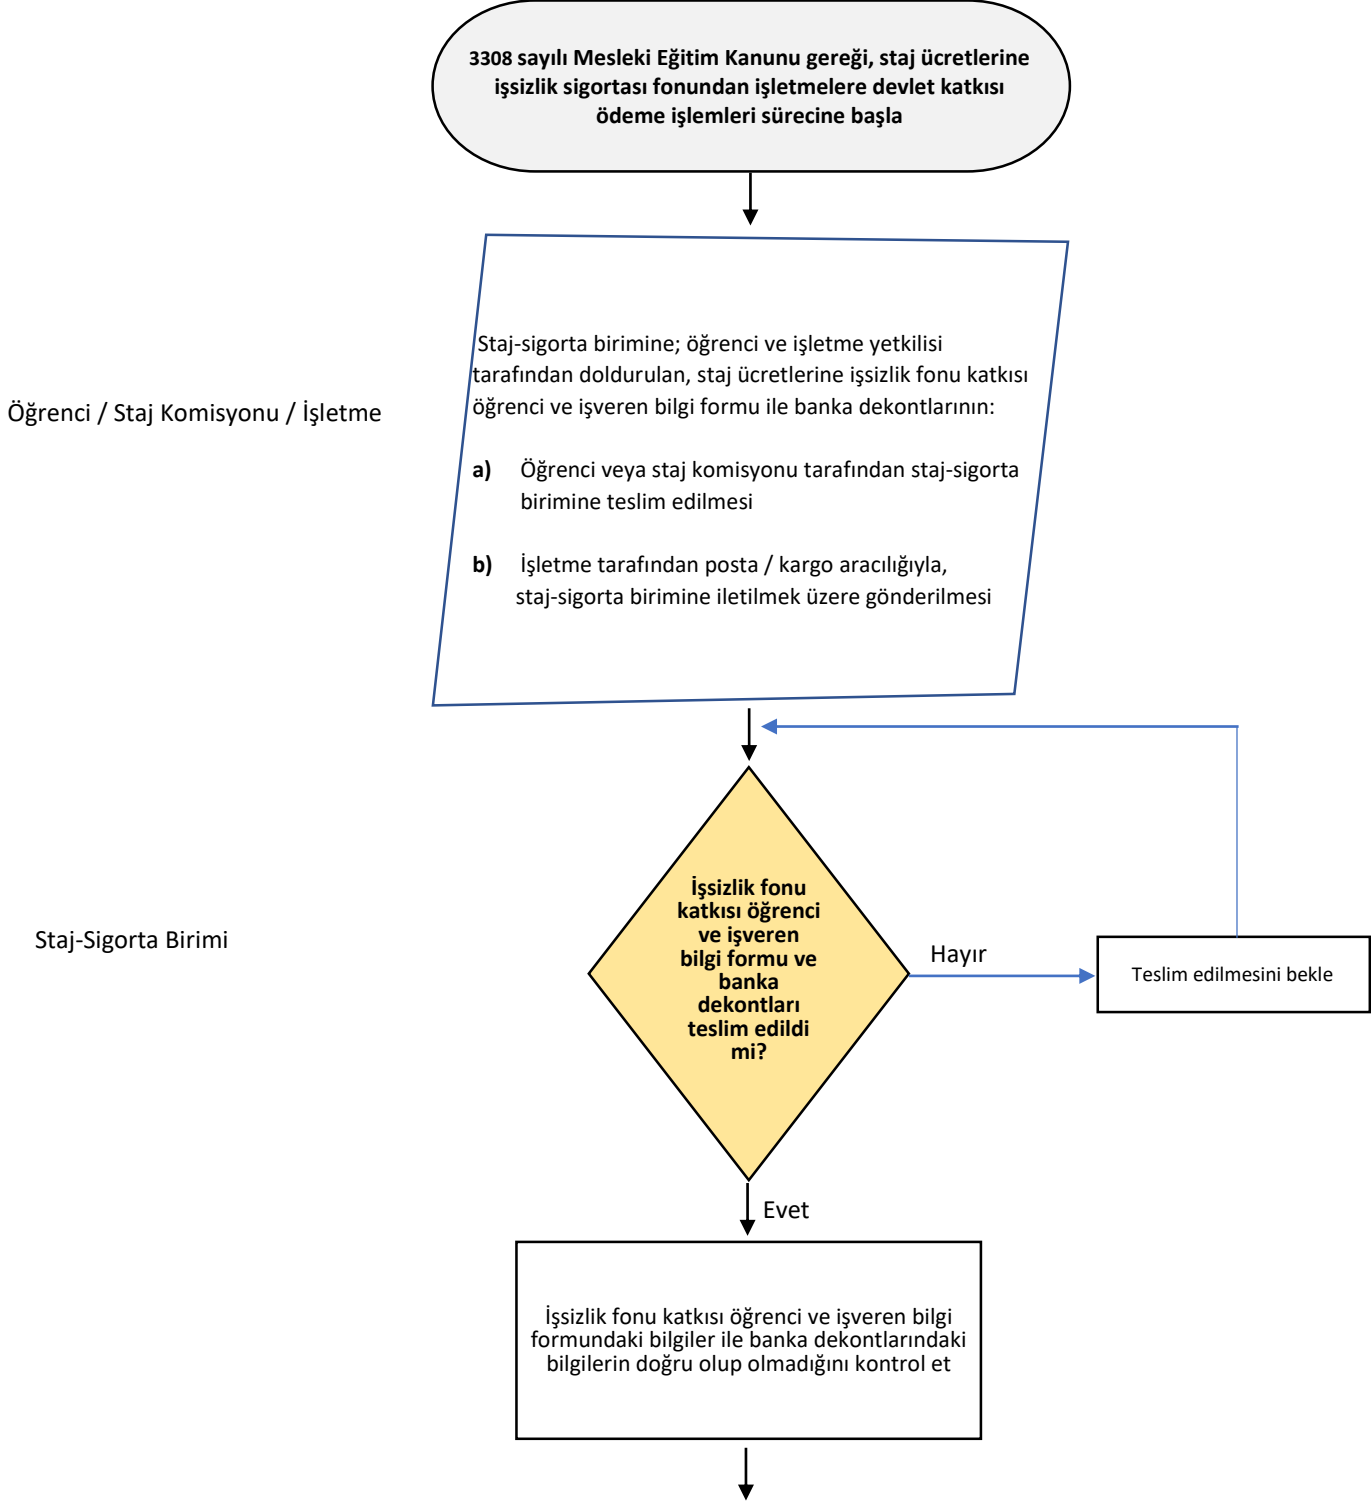 3308 sayılı Mesleki Eğitim Kanunu gereği, staj ücretlerine
işsizlik sigortası fonundan işletmelere devlet katkısı
ödeme işlemleri sürecine başla
Öğrenci / Staj Komisyonu / İşletme
Staj-sigorta birimine; öğrenci ve işletme yetkilisi
tarafından doldurulan, staj ücretlerine işsizlik fonu katkısı
öğrenci ve işveren bilgi formu ile banka dekontlarının:
a) Öğrenci veya staj komisyonu tarafından staj-sigorta
birimine teslim edilmesi
b) İşletme tarafından posta / kargo aracılığıyla,
staj-sigorta birimine iletilmek üzere gönderilmesi
Staj-Sigorta Birimi
İşsizlik fonu
katkısı öğrenci
ve işveren
bilgi formu ve
banka
dekontları
teslim edildi
mi?
Hayır
Teslim edilmesini bekle
Evet
İşsizlik fonu katkısı öğrenci ve işveren bilgi
formundaki bilgiler ile banka dekontlarındaki
bilgilerin doğru olup olmadığını kontrol et